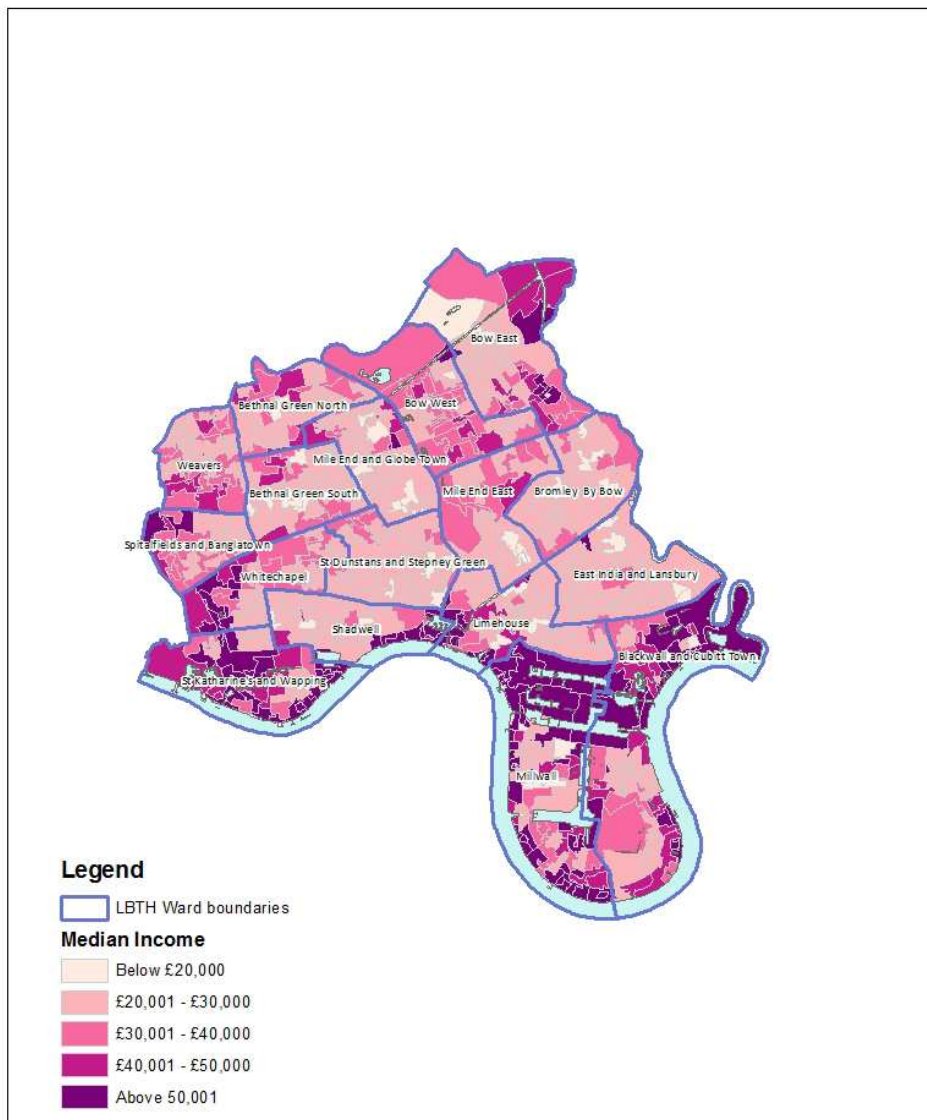 Bow East
Bow West
Bethnal Green North
Mile End and Globe Town
Weavers
Bethnal Green South
Mile End East
Bromley By Bow
Spitalfields and Banglatown
St Dunstans and Stepney Green
Whitechapel
East India and Lansbury
Shadwell
Limehouse
Blackwall and Cubitt Town
St Katharine's and Wapping
Millwall
Legend
LBTH Ward boundaries
Median Income
Below £20,000
£20,001 - £30,000
£30,001 - £40,000
£40,001 - £50,000
Above 50,001